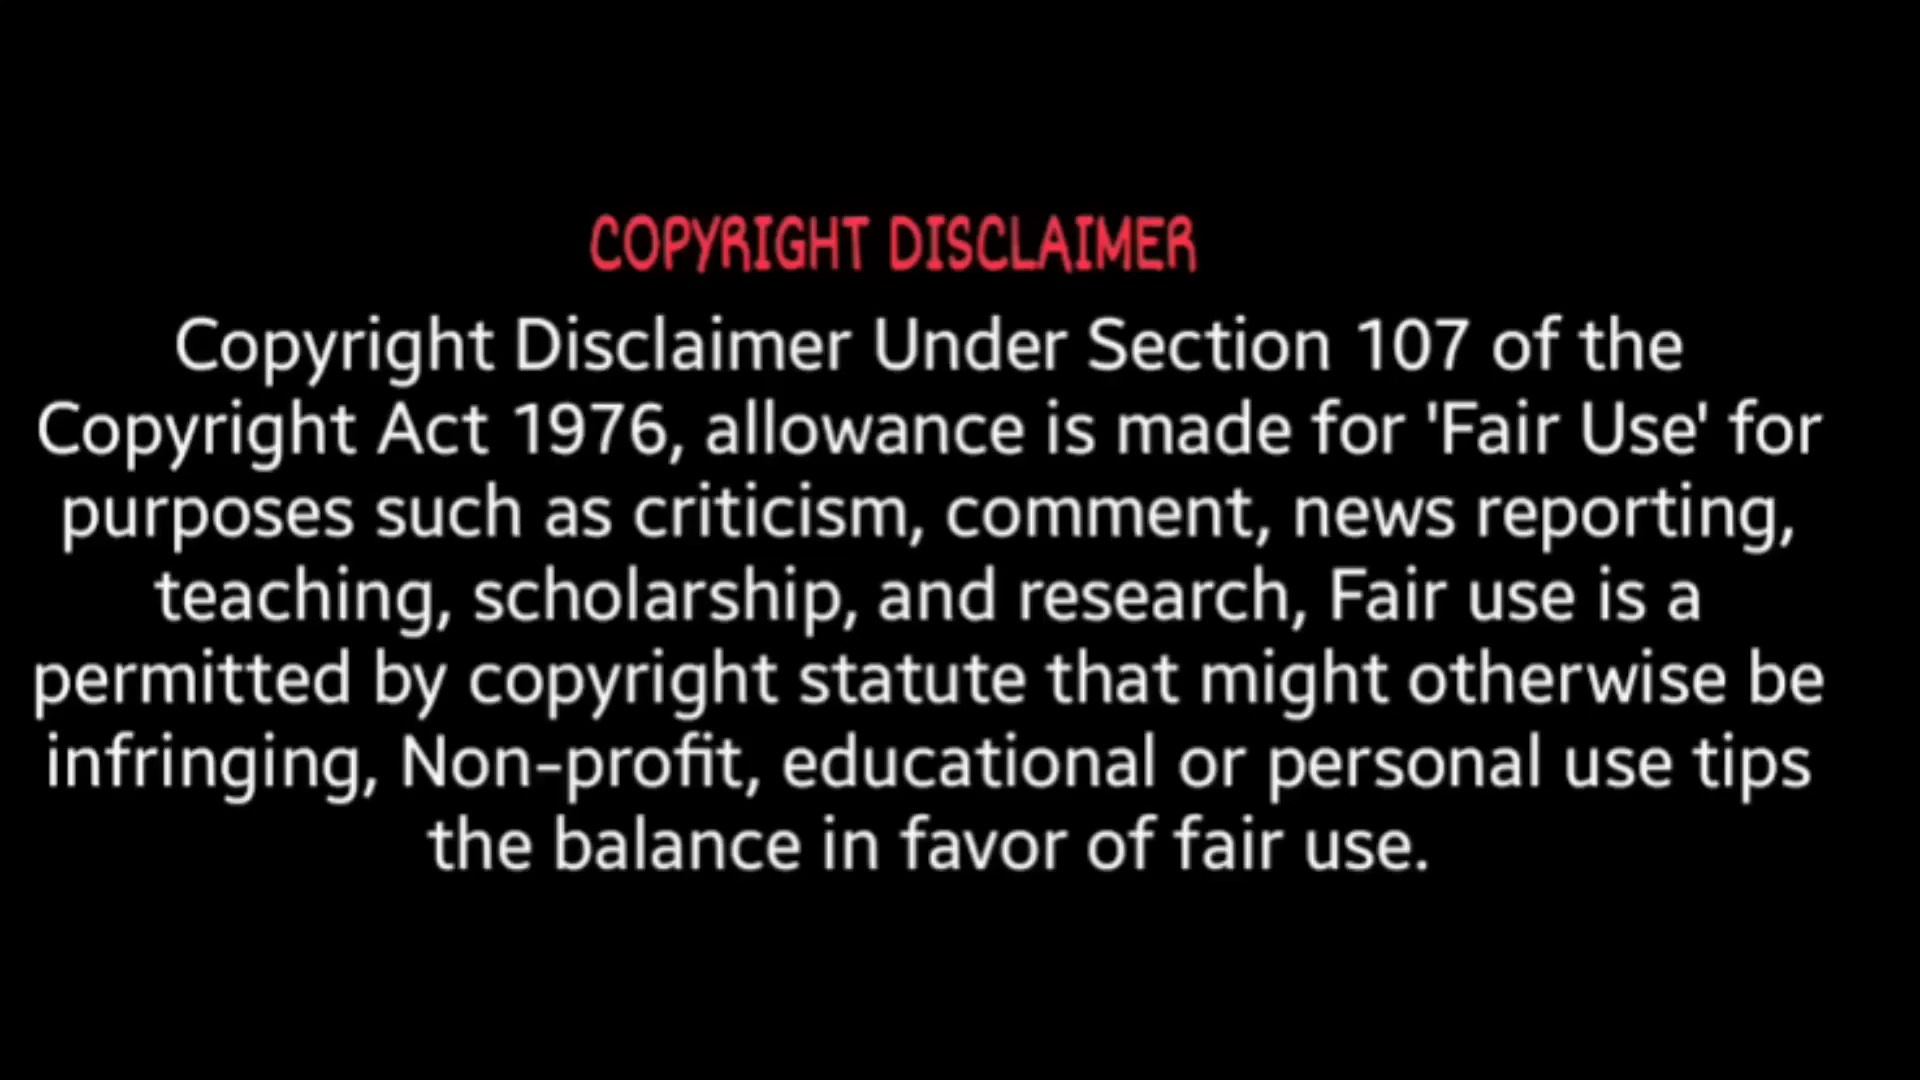 COPYRIGHT DISCLAIMER
Copyright Disclaimer Under Section 107 of the
Copyright Act 1976, allowance is made for 'Fair Use' for
purposes such as criticism, comment, news reporting,
teaching, scholarship, and research, Fair use is a
permitted by copyright statute that might otherwise be
infringing, Non-profit, educational or personal use tips
the balance in favor of fair use.